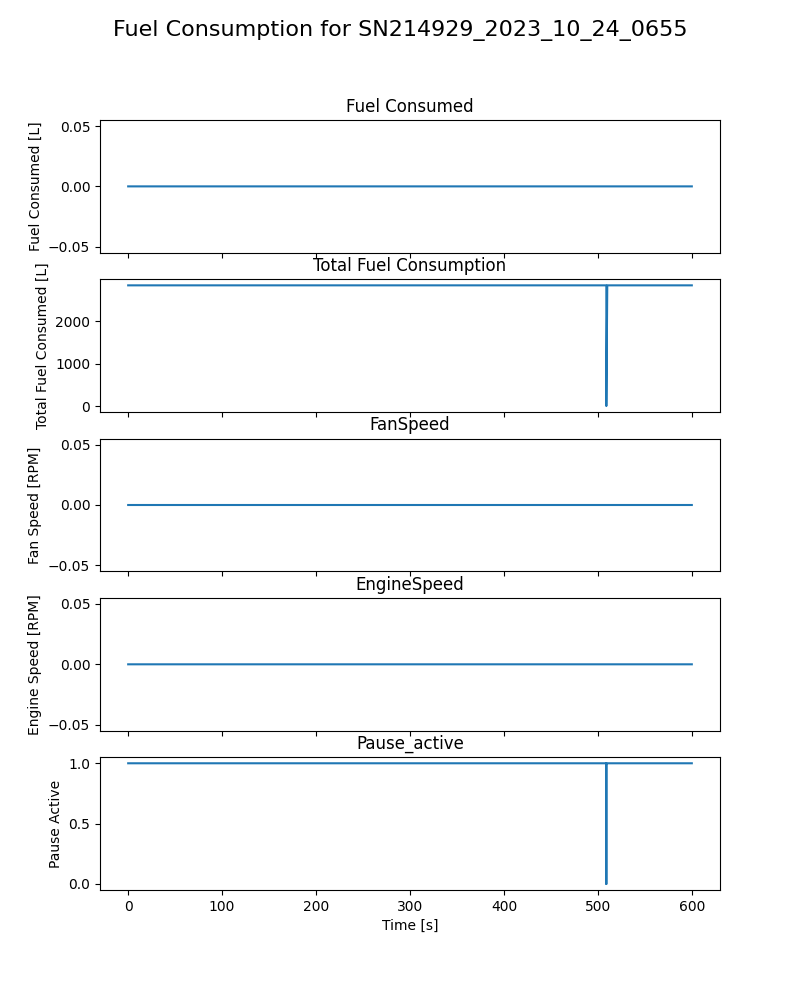 Fuel Consumption for SN214929_2023_10_24_0655
Fuel Consumed
Fuel Consumed [L]
0.05
0.00
−0.05
Total Fuel Consumption
Total Fuel Consumed [L]
2000
1000
0
FanSpeed
Fan Speed [RPM]
0.05
0.00
−0.05
EngineSpeed
Engine Speed [RPM]
0.05
0.00
−0.05
Pause_active
Pause Active
1.0
0.5
0.0
0 100 200 300 400 500 600
Time [s]